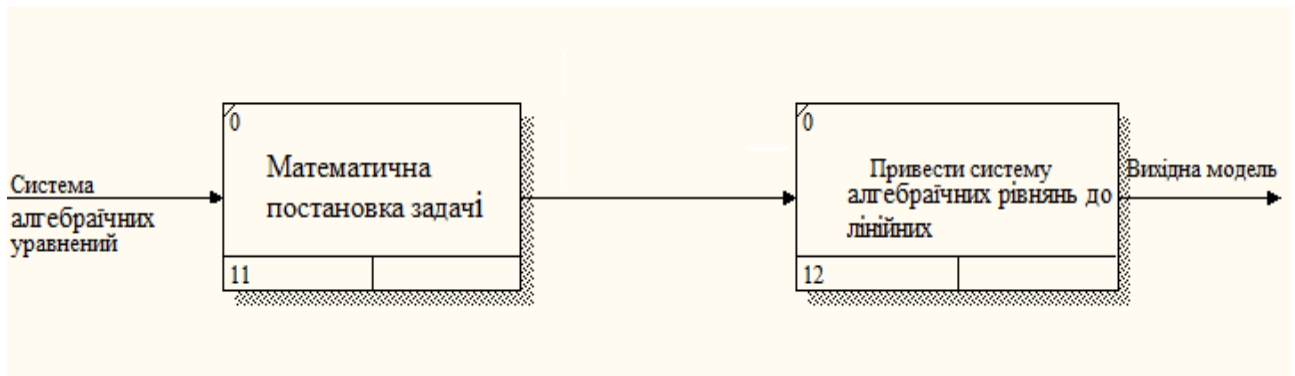 Система
алгебраїчних
уравнений
0
Математична
постановка задачі
11
0
Привести систему
алгебраїчних рівнянь до
лінійних
12
Вихідна модель